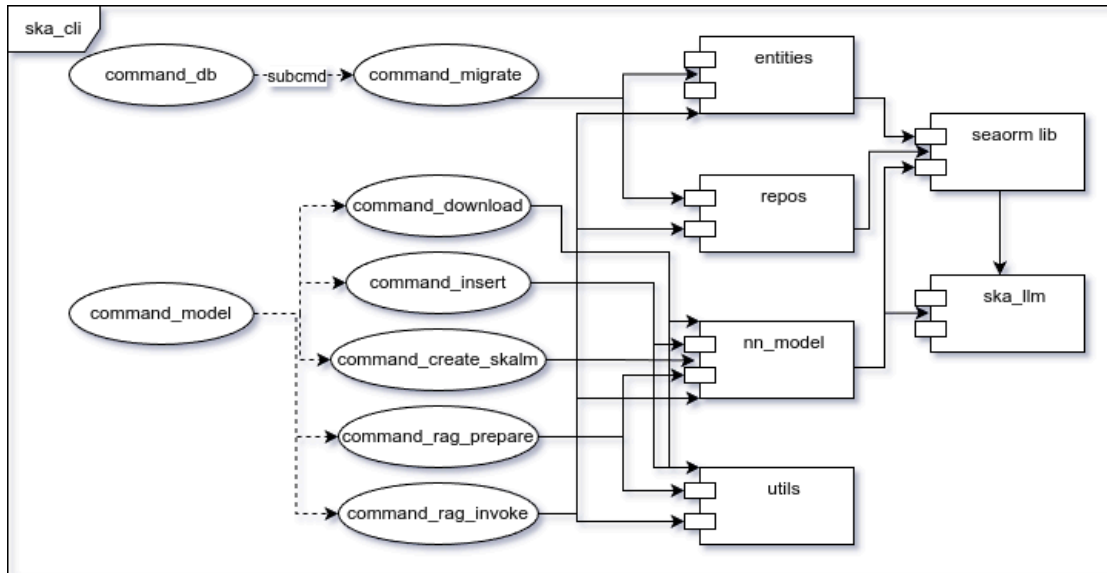 ska_cli
command_db
subcmd
command_migrate
entities
seaorm lib
command_download
repos
command_insert
ska_llm
command_model
nn_model
command_create_skalm
command_rag_prepare
utils
command_rag_invoke